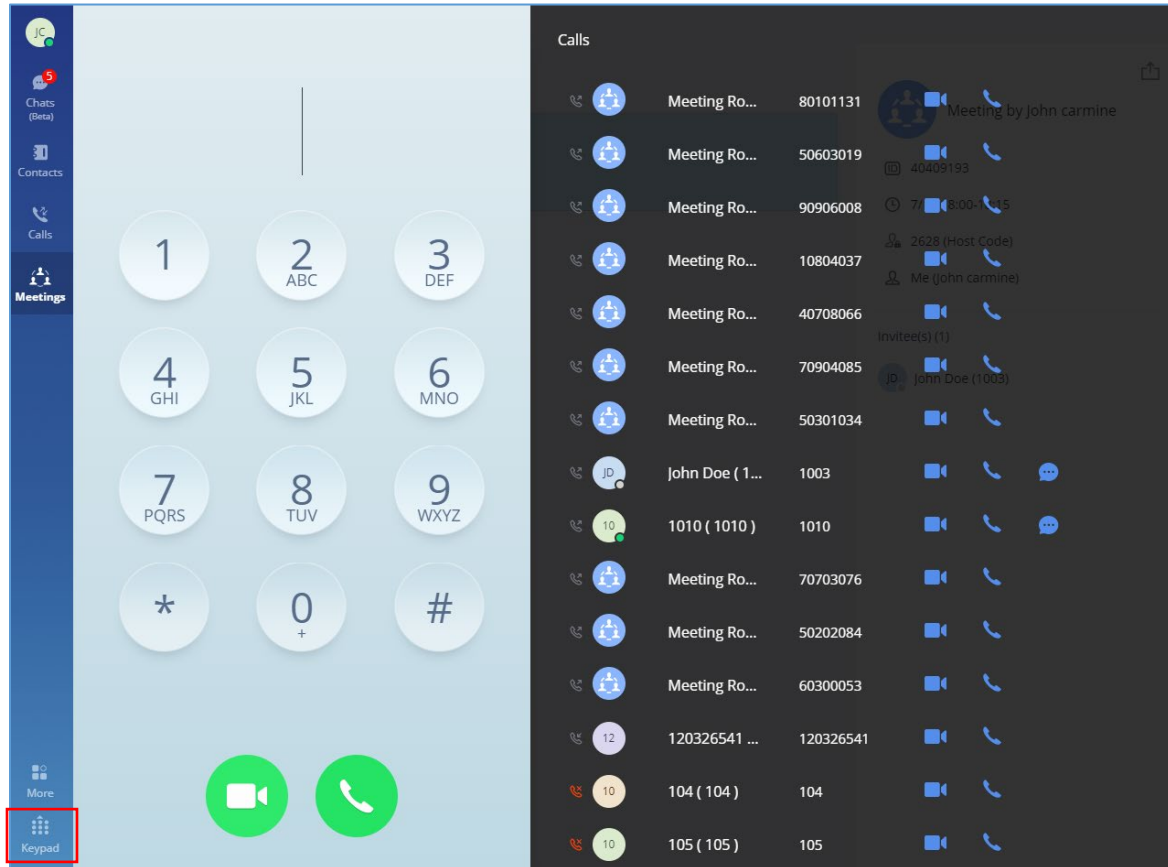 JC
5
Chats
(Beta)
Contacts
Calls
Meetings
More
Keypad
1
2
ABC
3
DEF
4
GHI
5
JKL
6
MNO
7
PQRS
8
TUV
9
WXYZ
*
0
+
#
Calls
Meeting Ro... 80101131
Meeting Ro... 50603019
Meeting Ro... 90906008
Meeting Ro... 10804037
Meeting Ro... 40708066
Meeting Ro... 70904085
Meeting Ro... 50301034
JD John Doe ( 1... 1003
10 1010 ( 1010 ) 1010
Meeting Ro... 70703076
Meeting Ro... 50202084
Meeting Ro... 60300053
12 120326541 ... 120326541
10 104 ( 104 ) 104
10 105 ( 105 ) 105
Meeting by John carmine
ID 40409193
2628 (Host Code)
Me (John carmine)
Invitee(s) (1)
JD John Doe (1003)